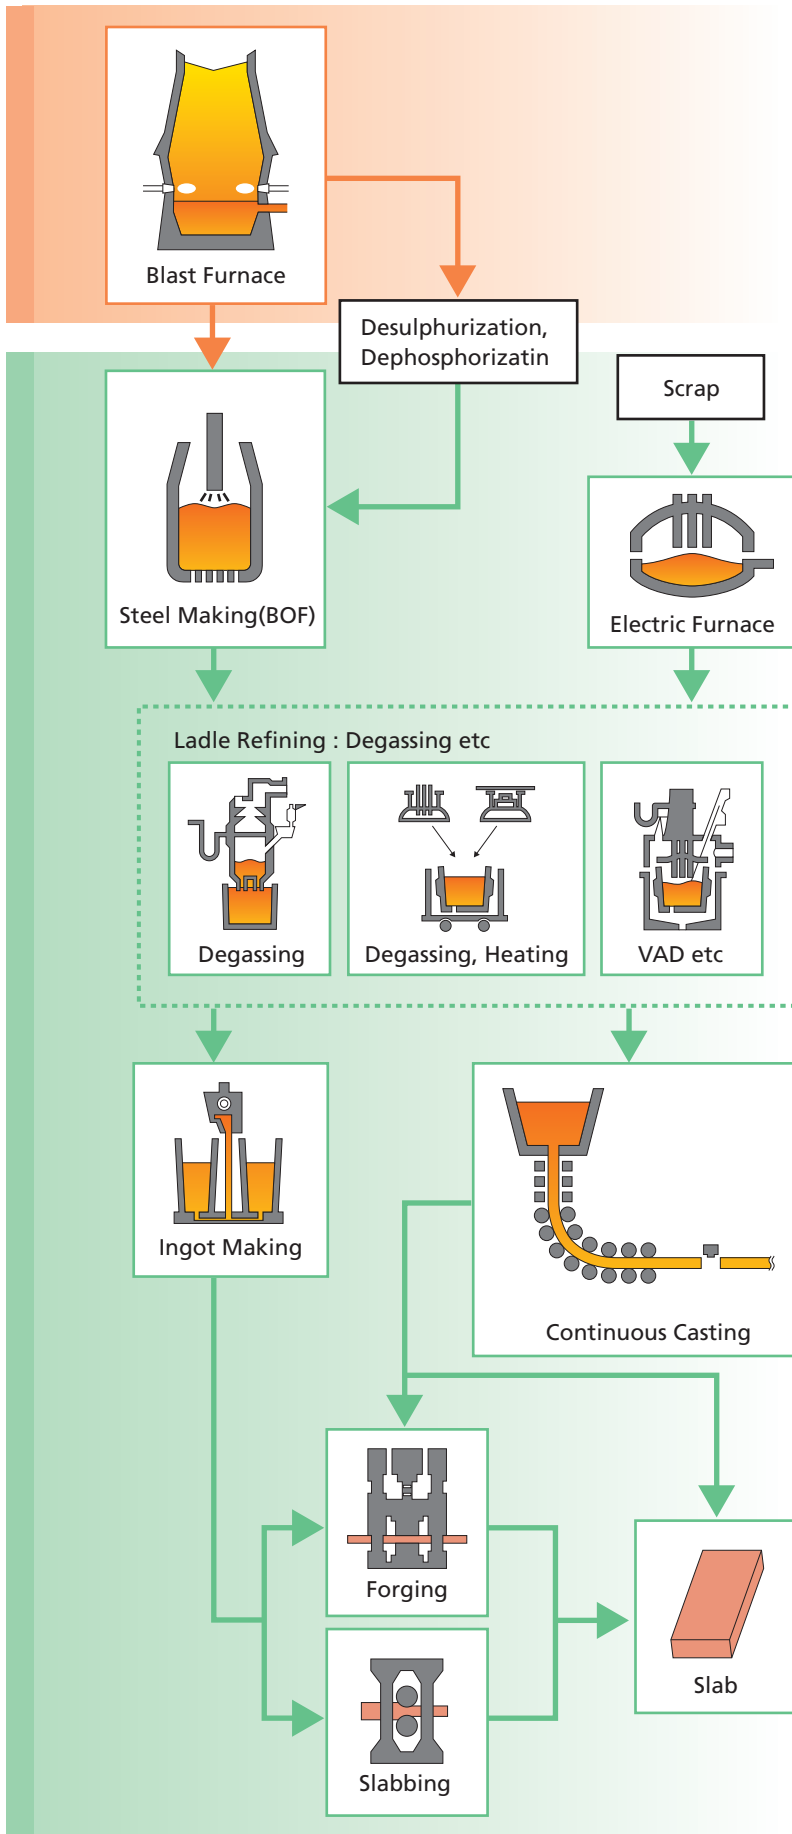 Blast Furnace
Desulphurization,
Dephosphorizatin
Scrap
Steel Making(BOF)
Electric Furnace
Ladle Refining : Degassing etc
Degassing
Degassing, Heating
VAD etc
Ingot Making
Continuous Casting
Forging
Slab
Slabbing